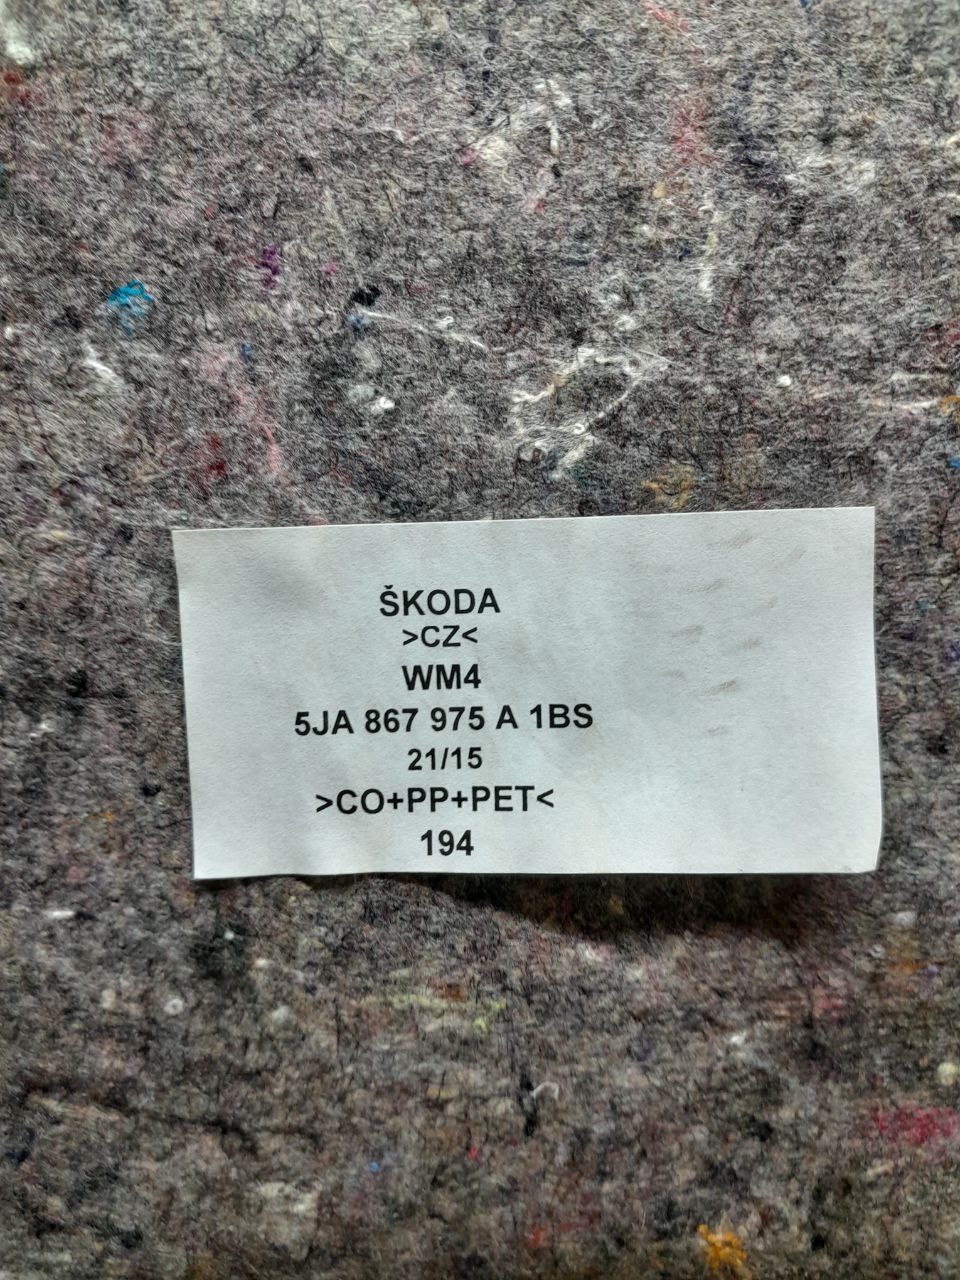 ŠKODA
>CZ<
WM4
5JA 867 975 A 1BS
21/15
>CO+PP+PET<
194